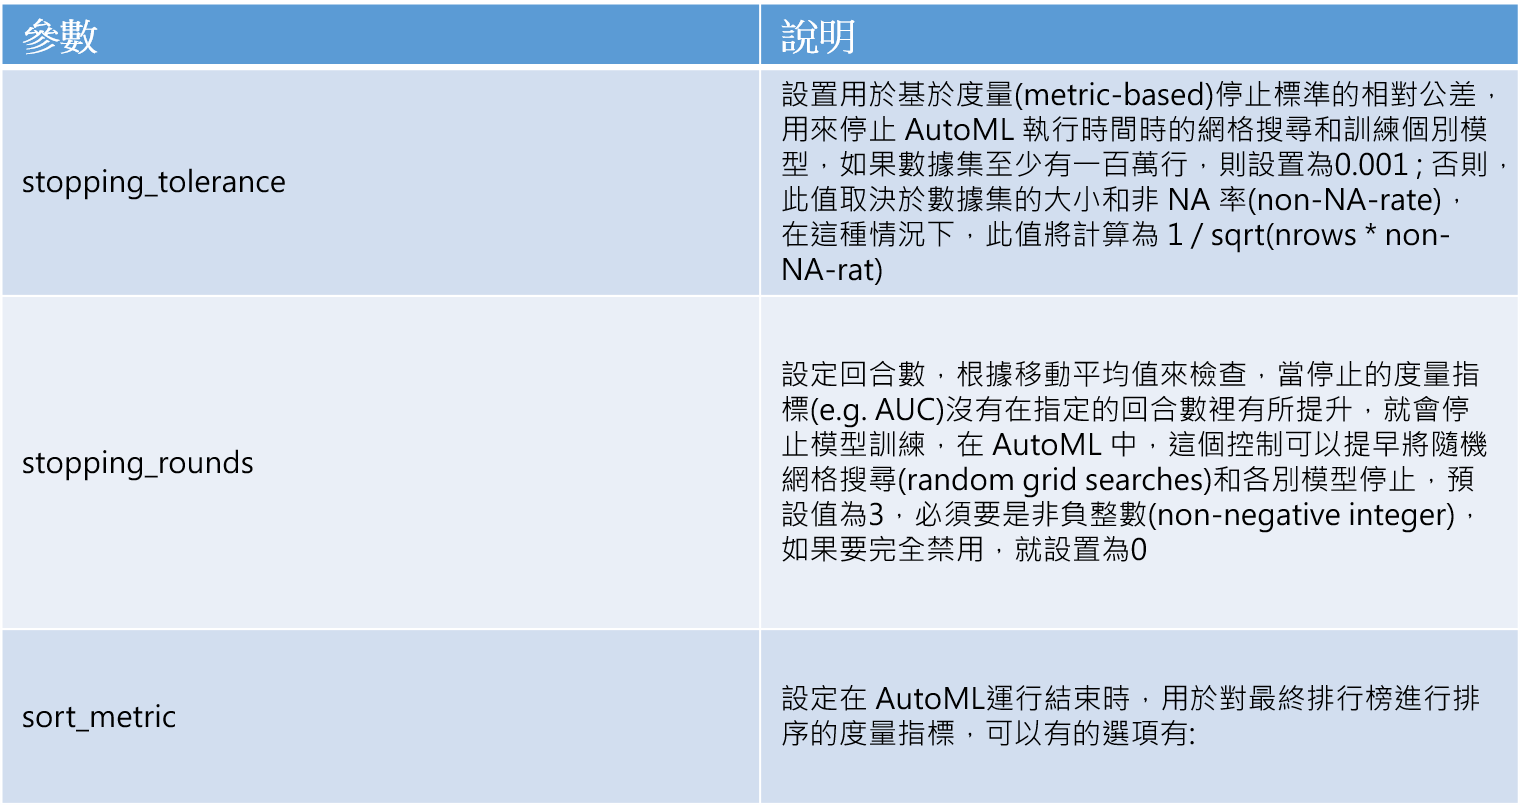 參數
說明
stopping_tolerance
設置用於基於度量(metric-based)停止標準的相對公差，
用來停止 AutoML 執行時間時的網格搜尋和訓練個別模
型，如果數據集至少有一百萬行，則設置為0.001 ; 否則，
此值取決於數據集的大小和非 NA 率(non-NA-rate)，
在這種情況下，此值將計算為 1 / sqrt(nrows * non-
NA-rat)
stopping_rounds
設定回合數，根據移動平均值來檢查，當停止的度量指
標(e.g. AUC)沒有在指定的回合數裡有所提升，就會停
止模型訓練，在 AutoML 中，這個控制可以提早將隨機
網格搜尋(random grid searches)和各別模型停止，預
設值為3，必須要是非負整數(non-negative integer)，
如果要完全禁用，就設置為0
sort_metric
設定在 AutoML運行結束時，用於對最終排行榜進行排
序的度量指標，可以有的選項有: